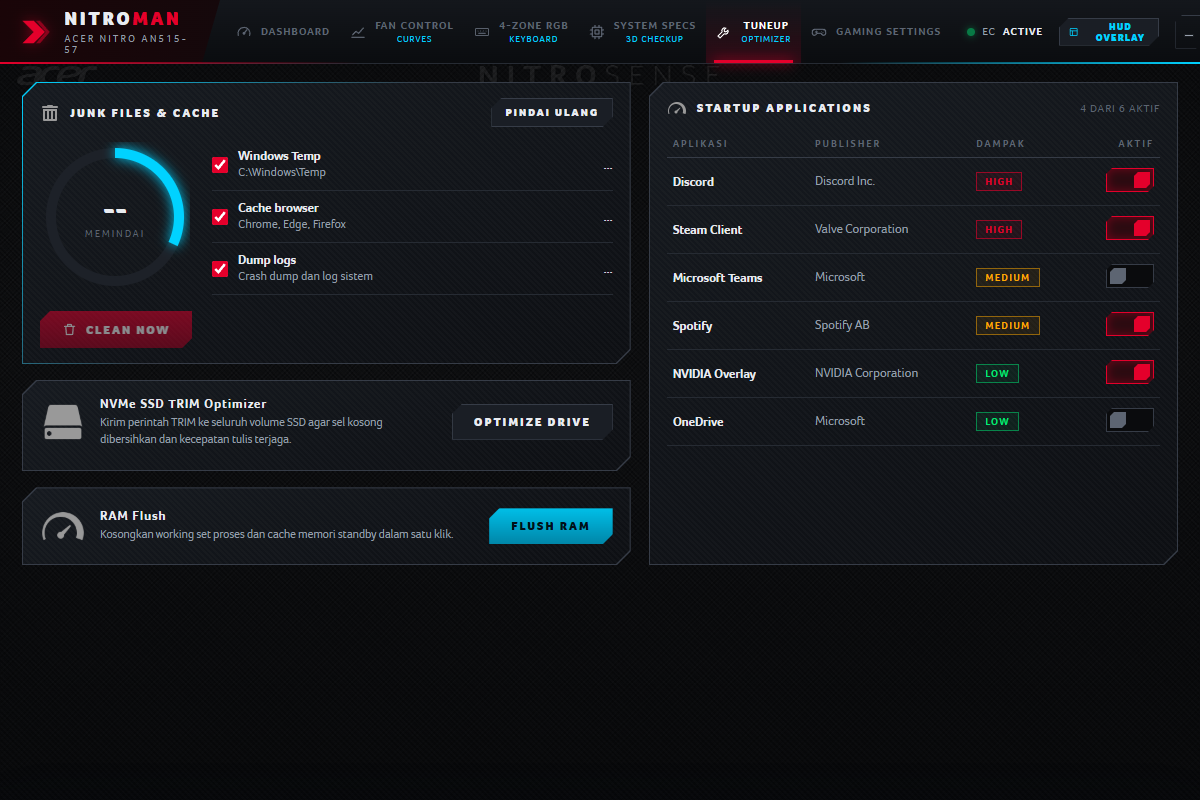 NITROMAN
ACER NITRO AN515-
57
DASHBOARD
FAN CONTROL
CURVES
4-ZONE RGB
KEYBOARD
SYSTEM SPECS
3D CHECKUP
TUNEUP
OPTIMIZER
GAMING SETTINGS
EC ACTIVE
HUD
OVERLAY
acer
NITROSENSE
JUNK FILES & CACHE
PINDAI ULANG
--
MEMINDAI
Windows Temp
C:\Windows\Temp
...
Cache browser
Chrome, Edge, Firefox
...
Dump logs
Crash dump dan log sistem
...
CLEAN NOW
NVMe SSD TRIM Optimizer
Kirim perintah TRIM ke seluruh volume SSD agar sel kosong
dibersihkan dan kecepatan tulis terjaga.
OPTIMIZE DRIVE
RAM Flush
Kosongkan working set proses dan cache memori standby dalam satu klik.
FLUSH RAM
STARTUP APPLICATIONS
4 DARI 6 AKTIF
APLIKASI PUBLISHER DAMPAK AKTIF
Discord Discord Inc. HIGH
Steam Client Valve Corporation HIGH
Microsoft Teams Microsoft MEDIUM
Spotify Spotify AB MEDIUM
NVIDIA Overlay NVIDIA Corporation LOW
OneDrive Microsoft LOW